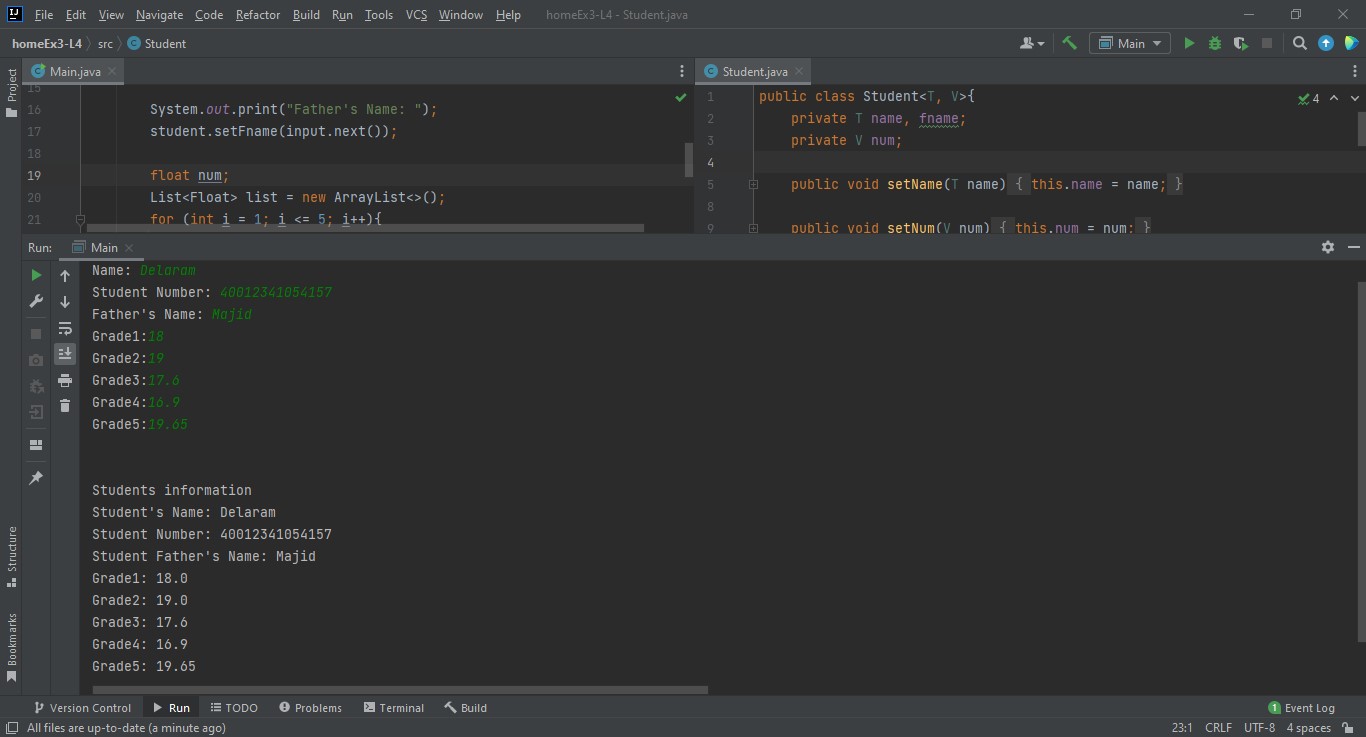 File Edit View Navigate Code Refactor Build Run Tools VCS Window Help homeEx3-L4 - Student.java
homeEx3-L4 src Student Main
Project
Main.java
15
16 System.out.print("Father's Name: ");
17 student.setFname(input.next());
18
19 float num;
20 List<Float> list = new ArrayList<>();
21 for (int i = 1; i <= 5; i++){
Student.java
4
1 public class Student<T, V>{
2 private T name, fname;
3 private V num;
4
5 public void setName(T name) { this.name = name; }
8
9 public void setNum(V num) { this.num = num; }
Run: Main
Name: Delaram
Student Number: 40012341054157
Father's Name: Majid
Grade1:18
Grade2:19
Grade3:17.6
Grade4:16.9
Grade5:19.65
Students information
Student's Name: Delaram
Student Number: 40012341054157
Student Father's Name: Majid
Grade1: 18.0
Grade2: 19.0
Grade3: 17.6
Grade4: 16.9
Grade5: 19.65
Structure
Bookmarks
Version Control Run TODO Problems Terminal Build 1 Event Log
All files are up-to-date (a minute ago) 23:1 CRLF UTF-8 4 spaces